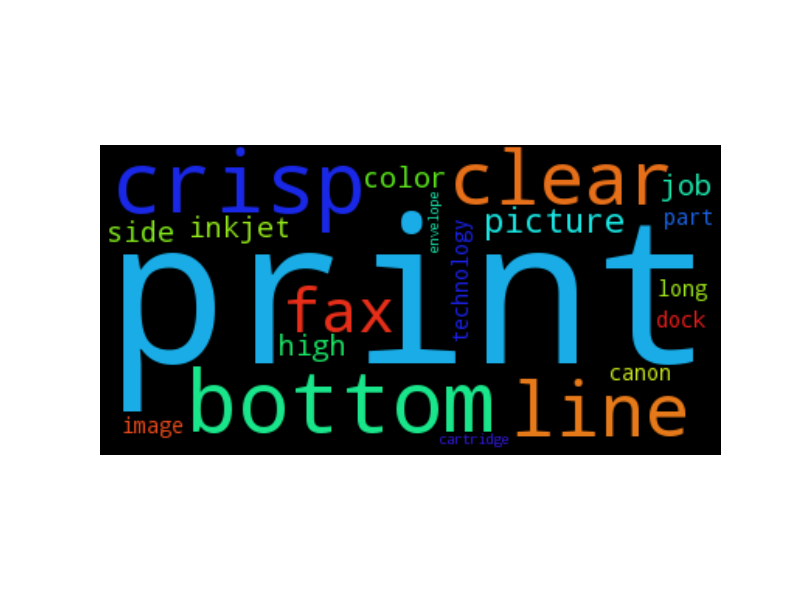 crisp
color
clear
job
side
inkjet
envelope
technology
picture
part
print
fax
high
long
dock
canon
bottom
line
image
cartridge